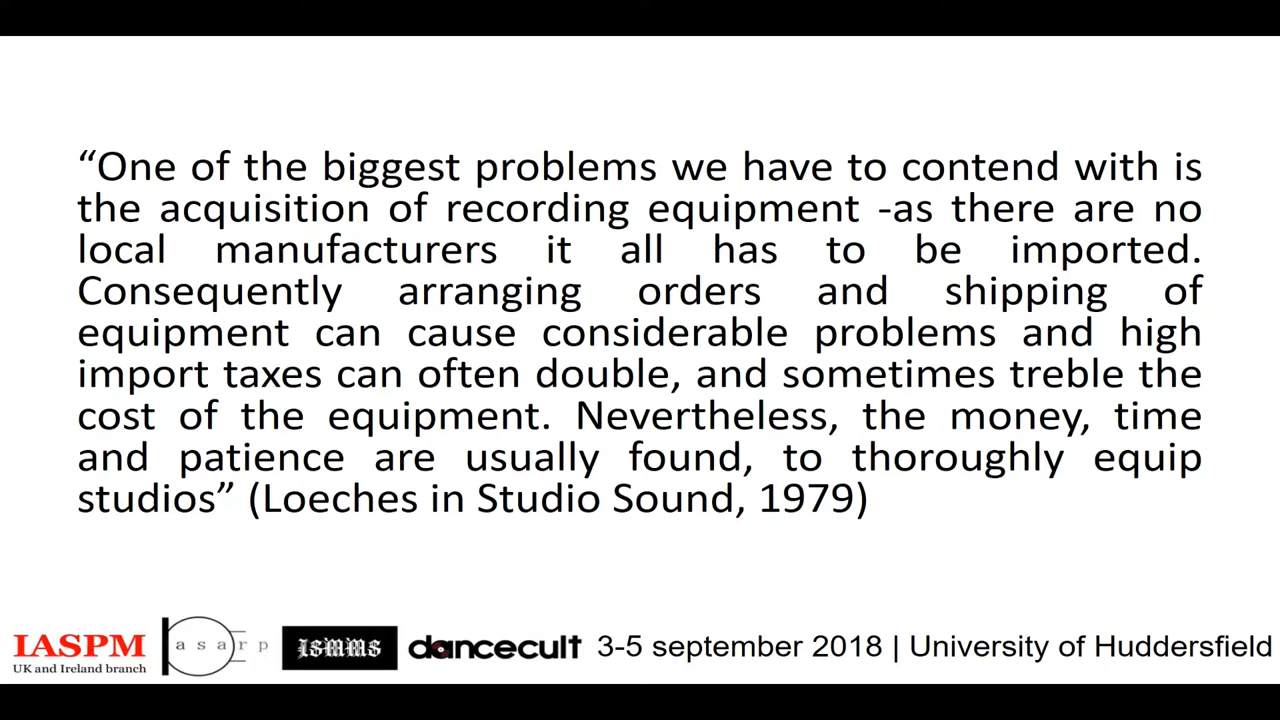 “One of the biggest problems we have to contend with is
the acquisition of recording equipment -as there are no
local manufacturers it all has to be imported.
Consequently arranging orders and shipping of
equipment can cause considerable problems and high
import taxes can often double, and sometimes treble the
cost of the equipment. Nevertheless, the money, time
and patience are usually found, to thoroughly equip
studios” (Loeches in Studio Sound, 1979)
IASPM
UK and Ireland branch
asarp
ISMMS
dancecult
3-5 september 2018 | University of Huddersfield